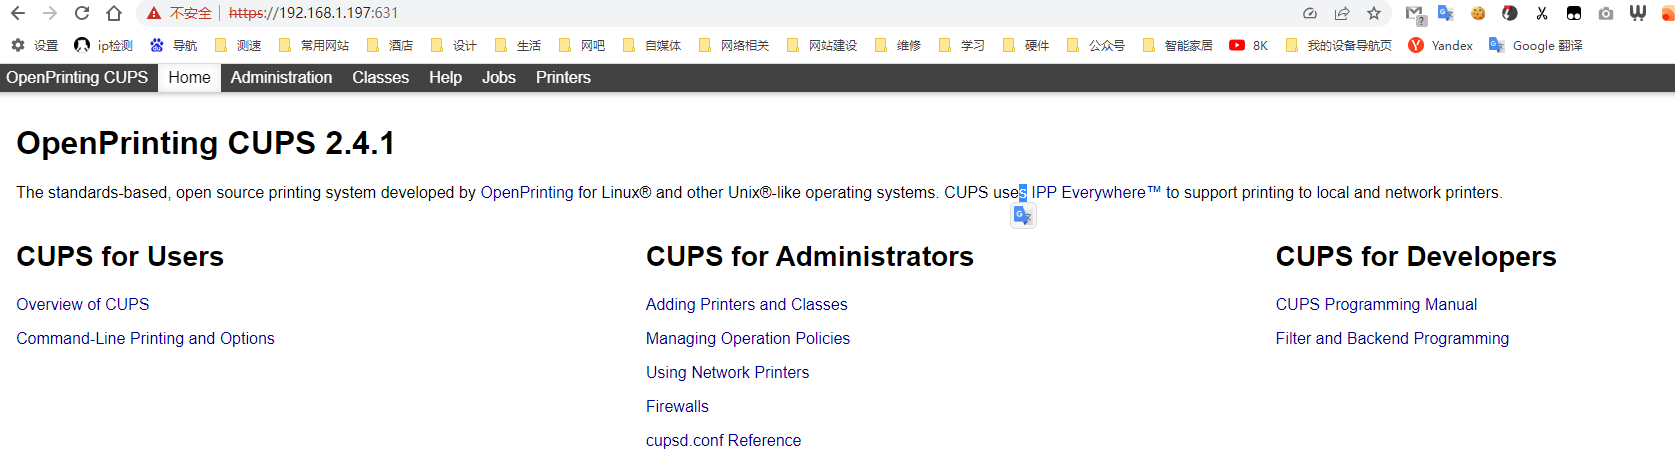 不安全 | https://192.168.1.197:631
设置 ip检测 导航 测速 常用网站 酒店 设计 生活 网吧 自媒体 网络相关 网站建设 维修 学习 硬件 公众号 智能家居 8K 我的设备导航页 Yandex Google 翻译
OpenPrinting CUPS Home Administration Classes Help Jobs Printers
OpenPrinting CUPS 2.4.1
The standards-based, open source printing system developed by OpenPrinting for Linux® and other Unix®-like operating systems. CUPS uses IPP Everywhere™ to support printing to local and network printers.
CUPS for Users
Overview of CUPS
Command-Line Printing and Options
CUPS for Administrators
Adding Printers and Classes
Managing Operation Policies
Using Network Printers
Firewalls
cupsd.conf Reference
CUPS for Developers
CUPS Programming Manual
Filter and Backend Programming